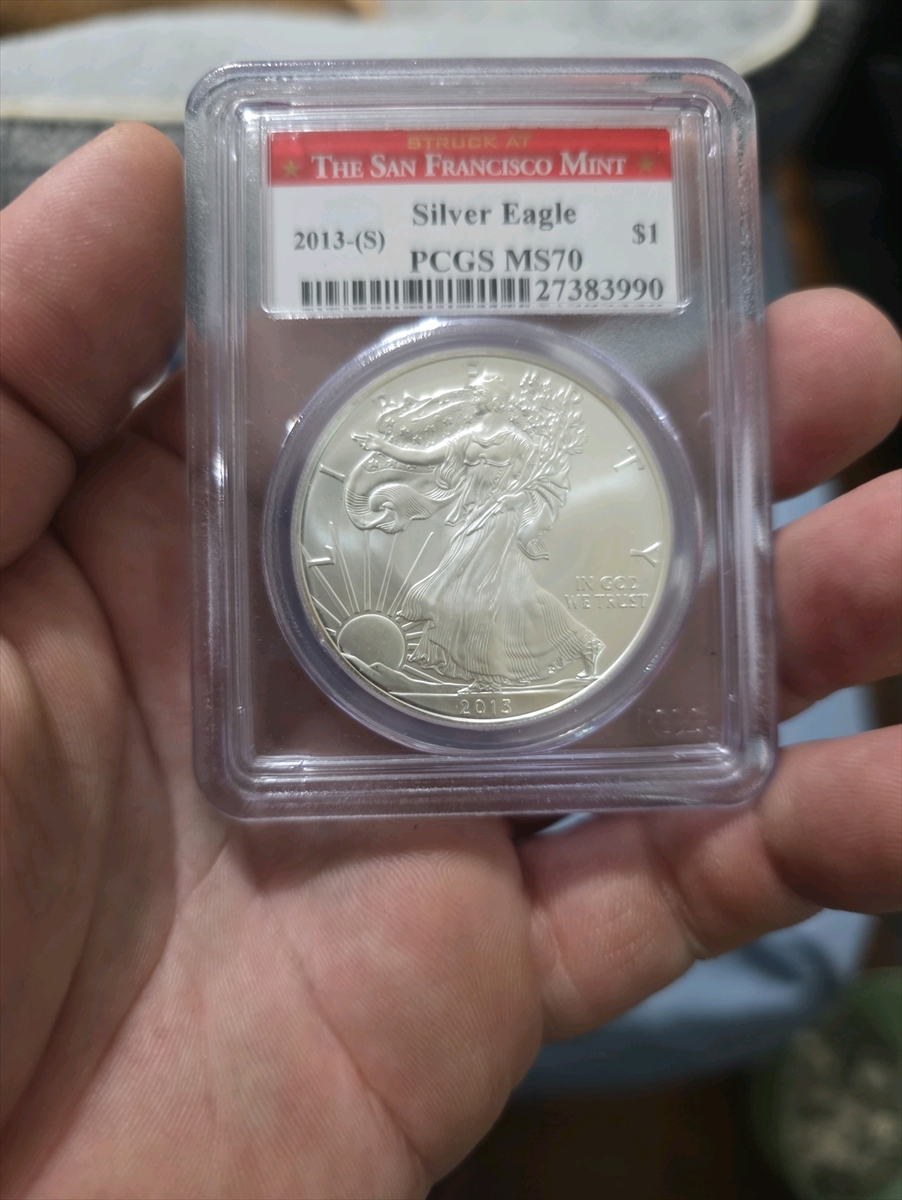 STRUCK AT
THE SAN FRANCISCO MINT
Silver Eagle
2013-(S) $1
PCGS MS70
27383990
LIBERTY
IN GOD
WE TRUST
2013